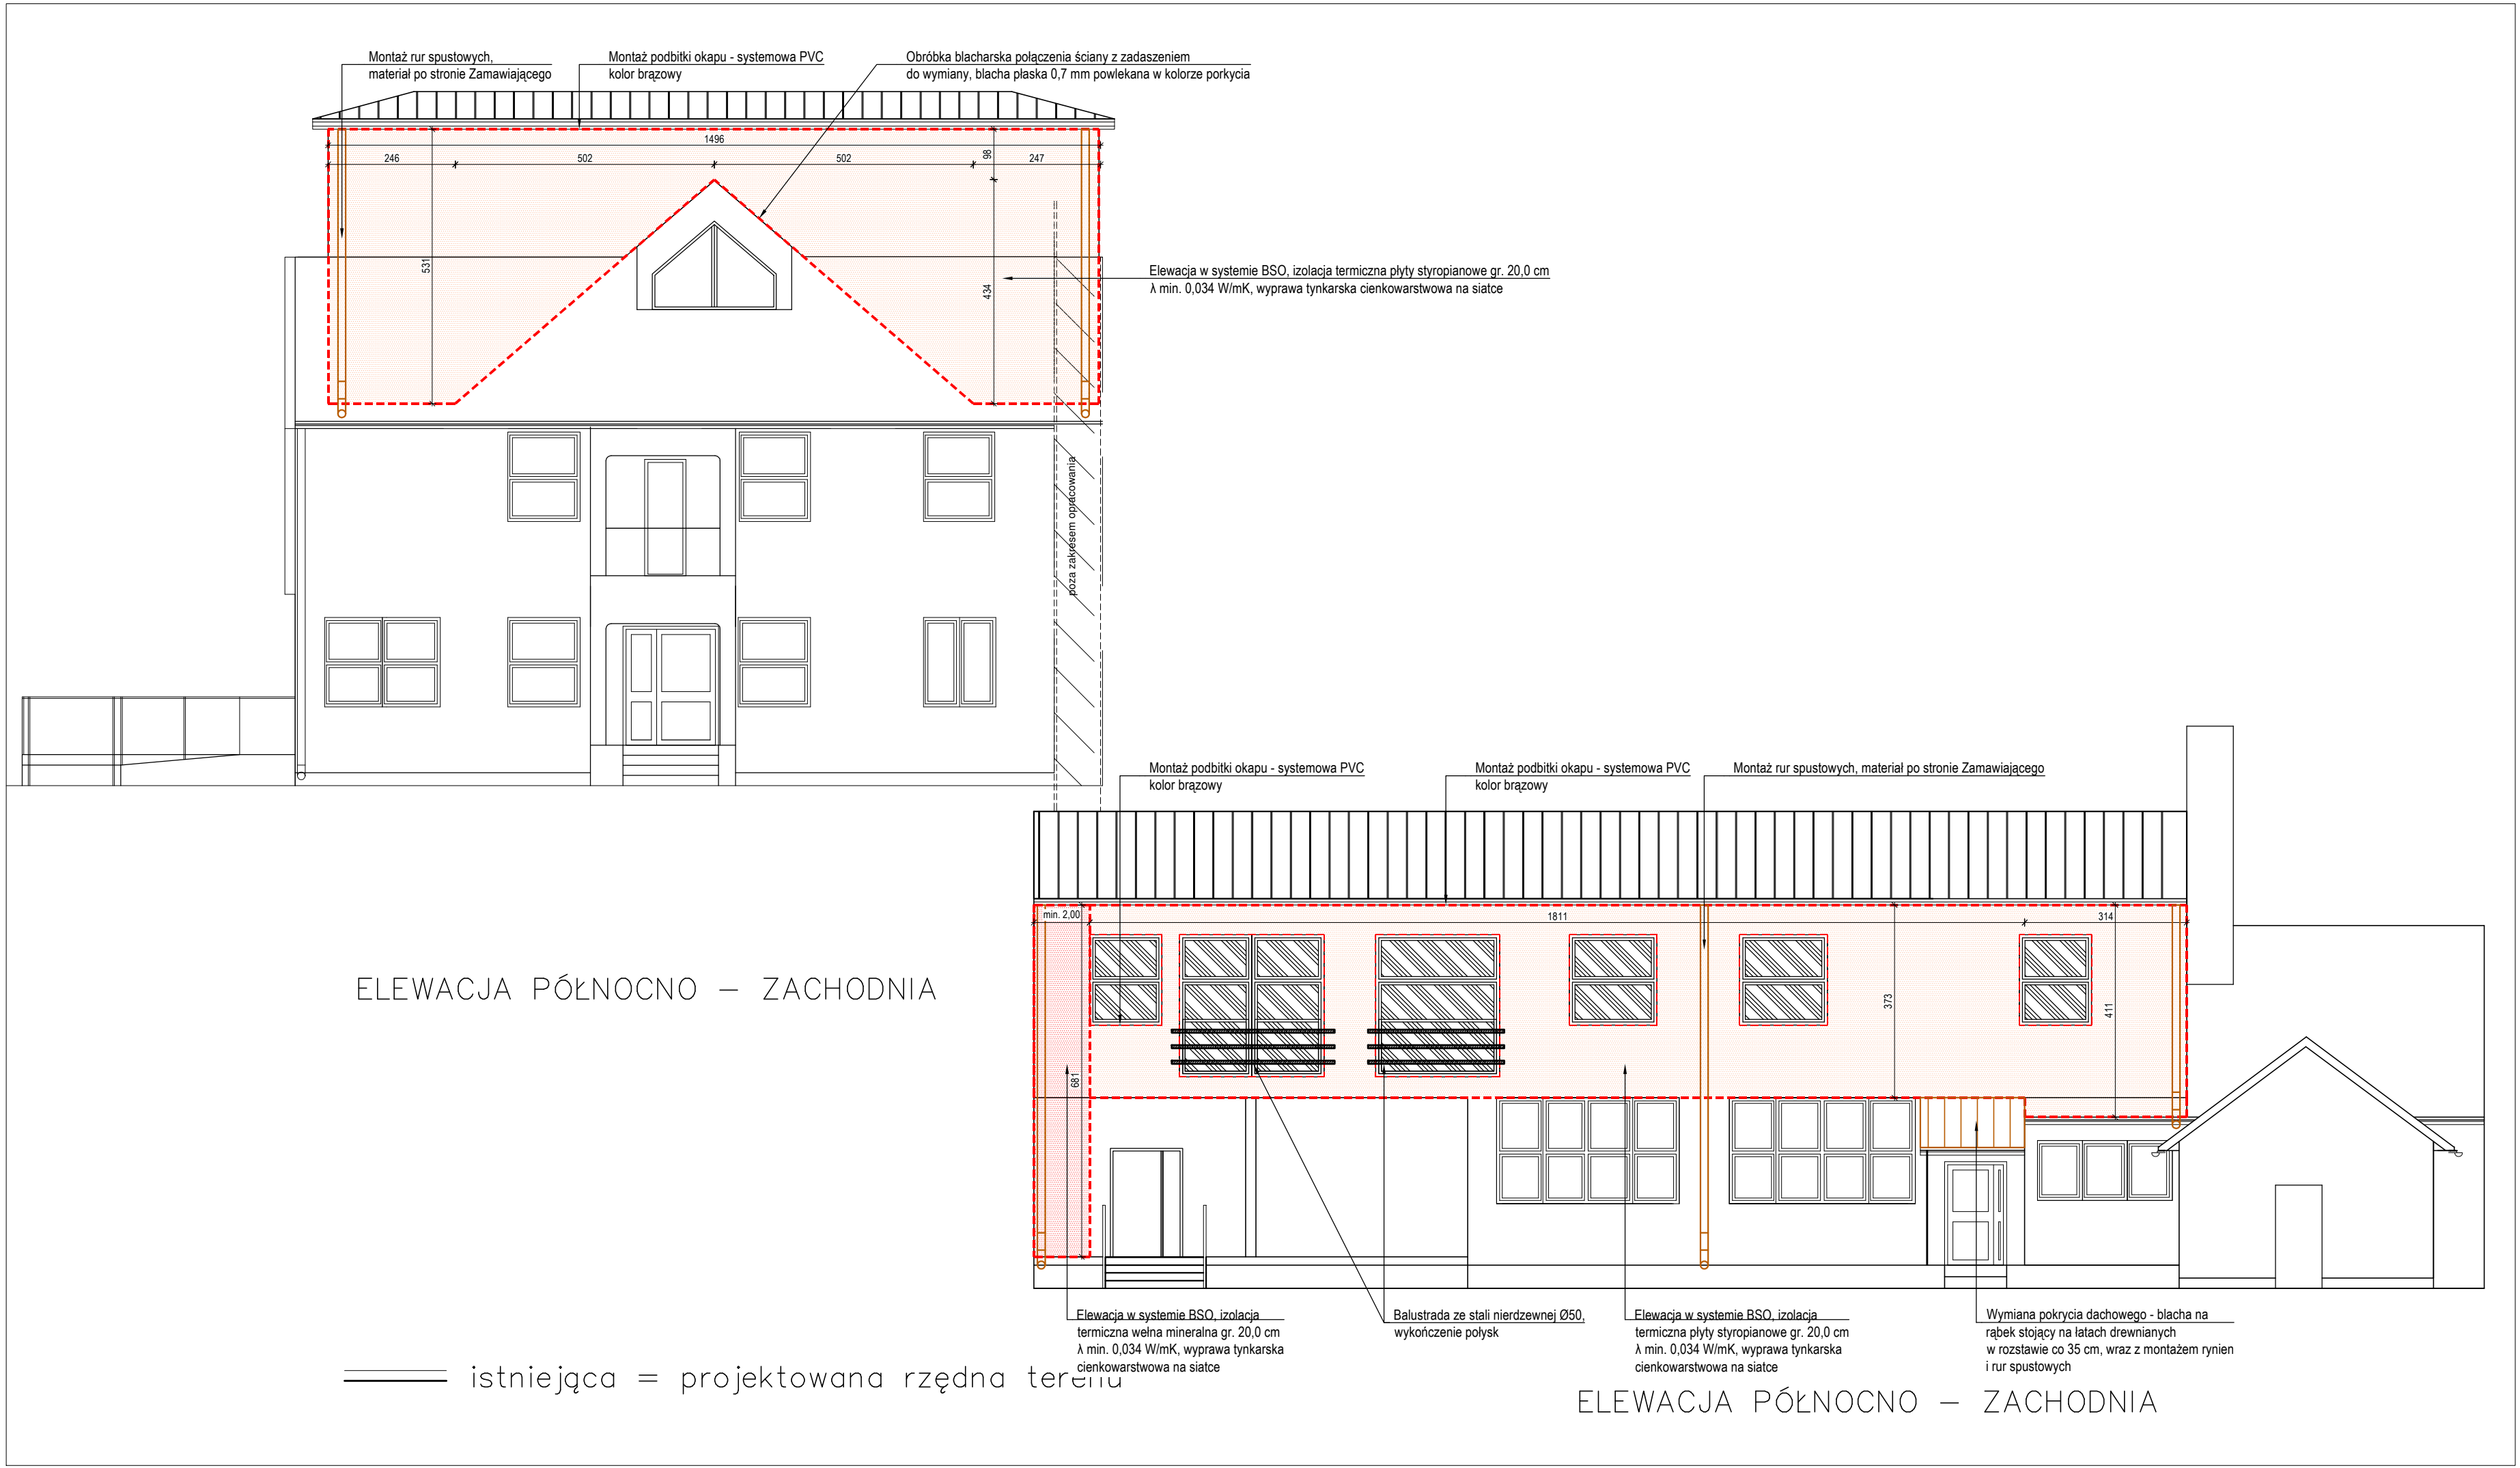 Montaż rur spustowych,
materiał po stronie Zamawiającego
Montaż podbitki okapu - systemowa PVC
kolor brązowy
Obróbka blacharska połączenia ściany z zadaszeniem
do wymiany, blacha płaska 0,7 mm powlekana w kolorze porkycia
1496
246
502
502
98
247
531
434
Elewacja w systemie BSO, izolacja termiczna płyty styropianowe gr. 20,0 cm
λ min. 0,034 W/mK, wyprawa tynkarska cienkowarstwowa na siatce
poza zakresem opracowania
ELEWACJA PÓŁNOCNO – ZACHODNIA
Montaż podbitki okapu - systemowa PVC
kolor brązowy
Montaż podbitki okapu - systemowa PVC
kolor brązowy
Montaż rur spustowych, materiał po stronie Zamawiającego
min. 2,00
1811
314
373
411
681
Elewacja w systemie BSO, izolacja
termiczna wełna mineralna gr. 20,0 cm
λ min. 0,034 W/mK, wyprawa tynkarska
cienkowarstwowa na siatce
Balustrada ze stali nierdzewnej Ø50,
wykończenie połysk
Elewacja w systemie BSO, izolacja
termiczna płyty styropianowe gr. 20,0 cm
λ min. 0,034 W/mK, wyprawa tynkarska
cienkowarstwowa na siatce
Wymiana pokrycia dachowego - blacha na
rąbek stojący na łatach drewnianych
w rozstawie co 35 cm, wraz z montażem rynien
i rur spustowych
istniejąca = projektowana rzędna terenu
ELEWACJA PÓŁNOCNO – ZACHODNIA